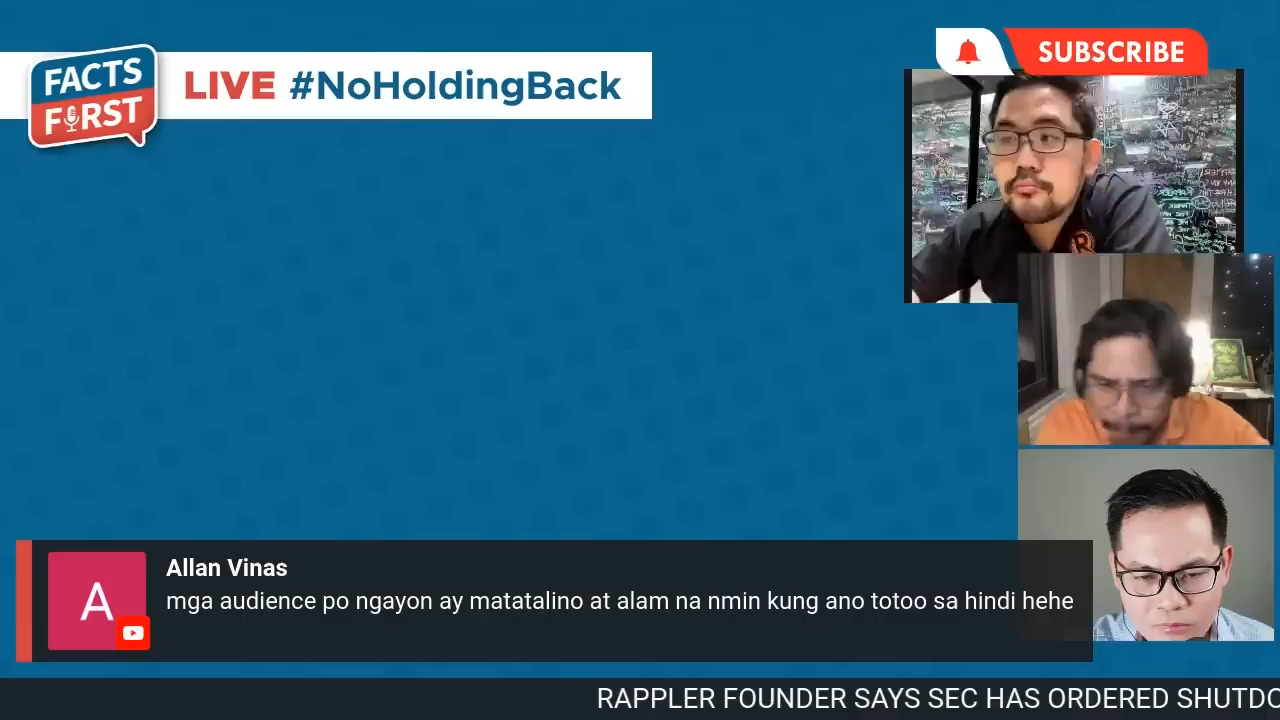 FACTS
FIRST
LIVE #NoHoldingBack
SUBSCRIBE
A
Allan Vinas
mga audience po ngayon ay matatalino at alam na nmin kung ano totoo sa hindi hehe
RAPPLER FOUNDER SAYS SEC HAS ORDERED SHUTDO